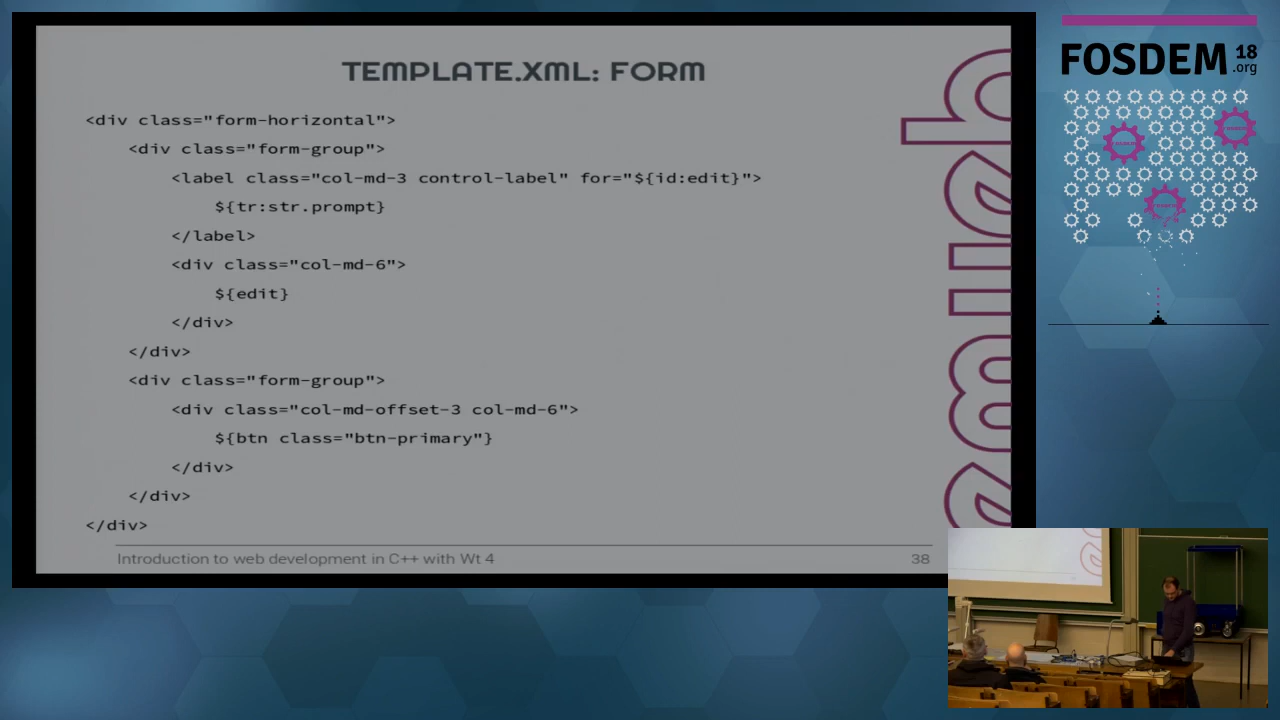 TEMPLATE.XML: FORM
<div class="form-horizontal">
<div class="form-group">
<label class="col-md-3 control-label" for="${id:edit}">
${tr:str.prompt}
</label>
<div class="col-md-6">
${edit}
</div>
</div>
<div class="form-group">
<div class="col-md-offset-3 col-md-6">
${btn class="btn-primary"}
</div>
</div>
</div>
Introduction to web development in C++ with Wt 4
38
FOSDEM 18
.org